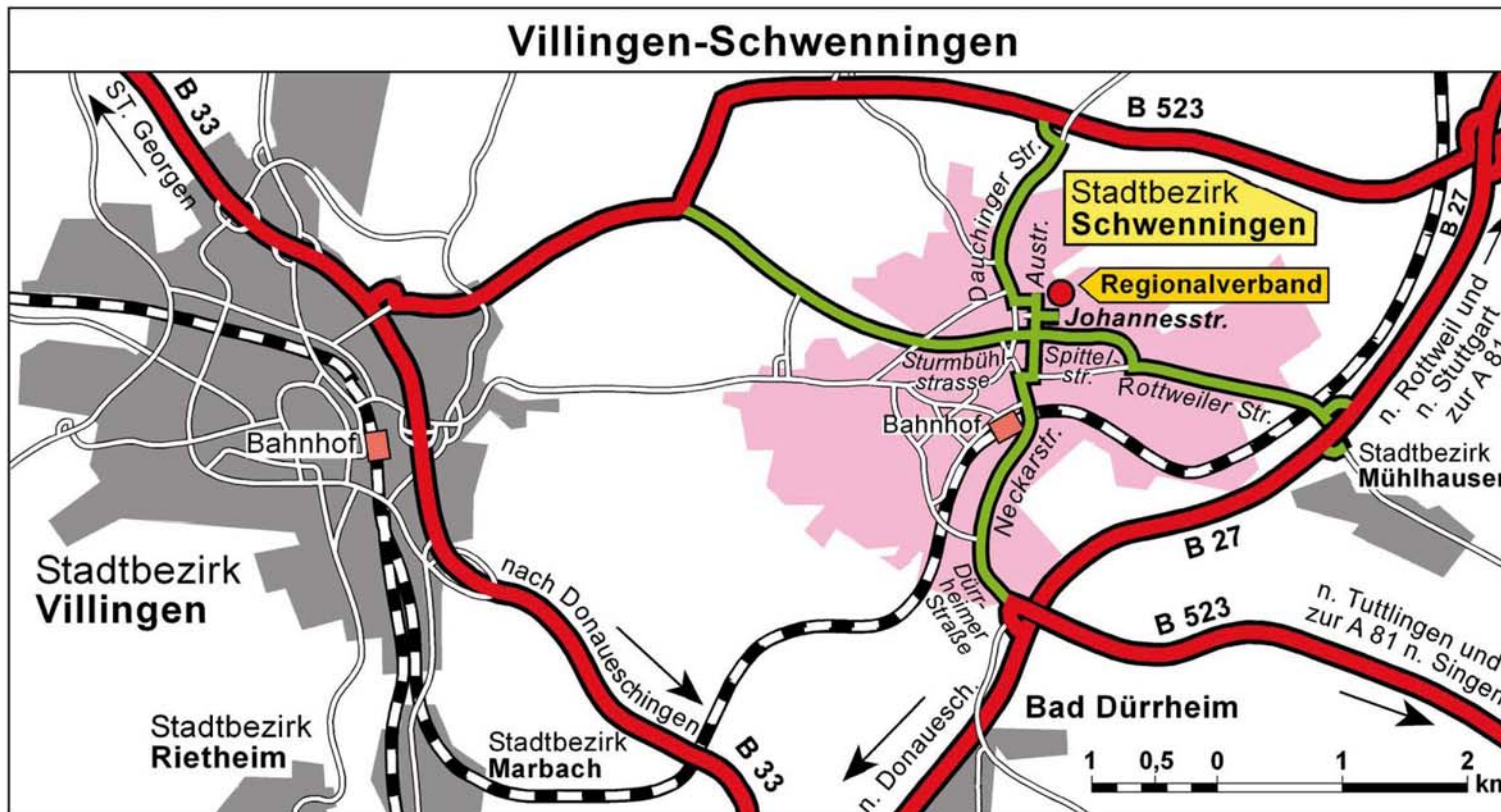 Villingen-Schwenningen
ST. Georgen
B 33
B 523
Dauchinger Str.
Stadtbezirk
Schwenningen
B 27
Austr.
Regionalverband
Johannesstr.
n. Rottweil und
n. Stuttgart
zur A 81
Sturmbühl-
strasse
Spittel-
str.
Rottweiler Str.
Bahnhof
Bahnhof
Neckarstr.
Stadtbezirk
Mühlhausen
B 27
Stadtbezirk
Villingen
nach Donaueschingen
Dürr-
heimer
Straße
B 523
n. Tuttlingen und
zur A 81 n. Singen
Stadtbezirk
Rietheim
Stadtbezirk
Marbach
B 33
n. Donauesch.
Bad Dürrheim
1 0,5 0 1 2
km